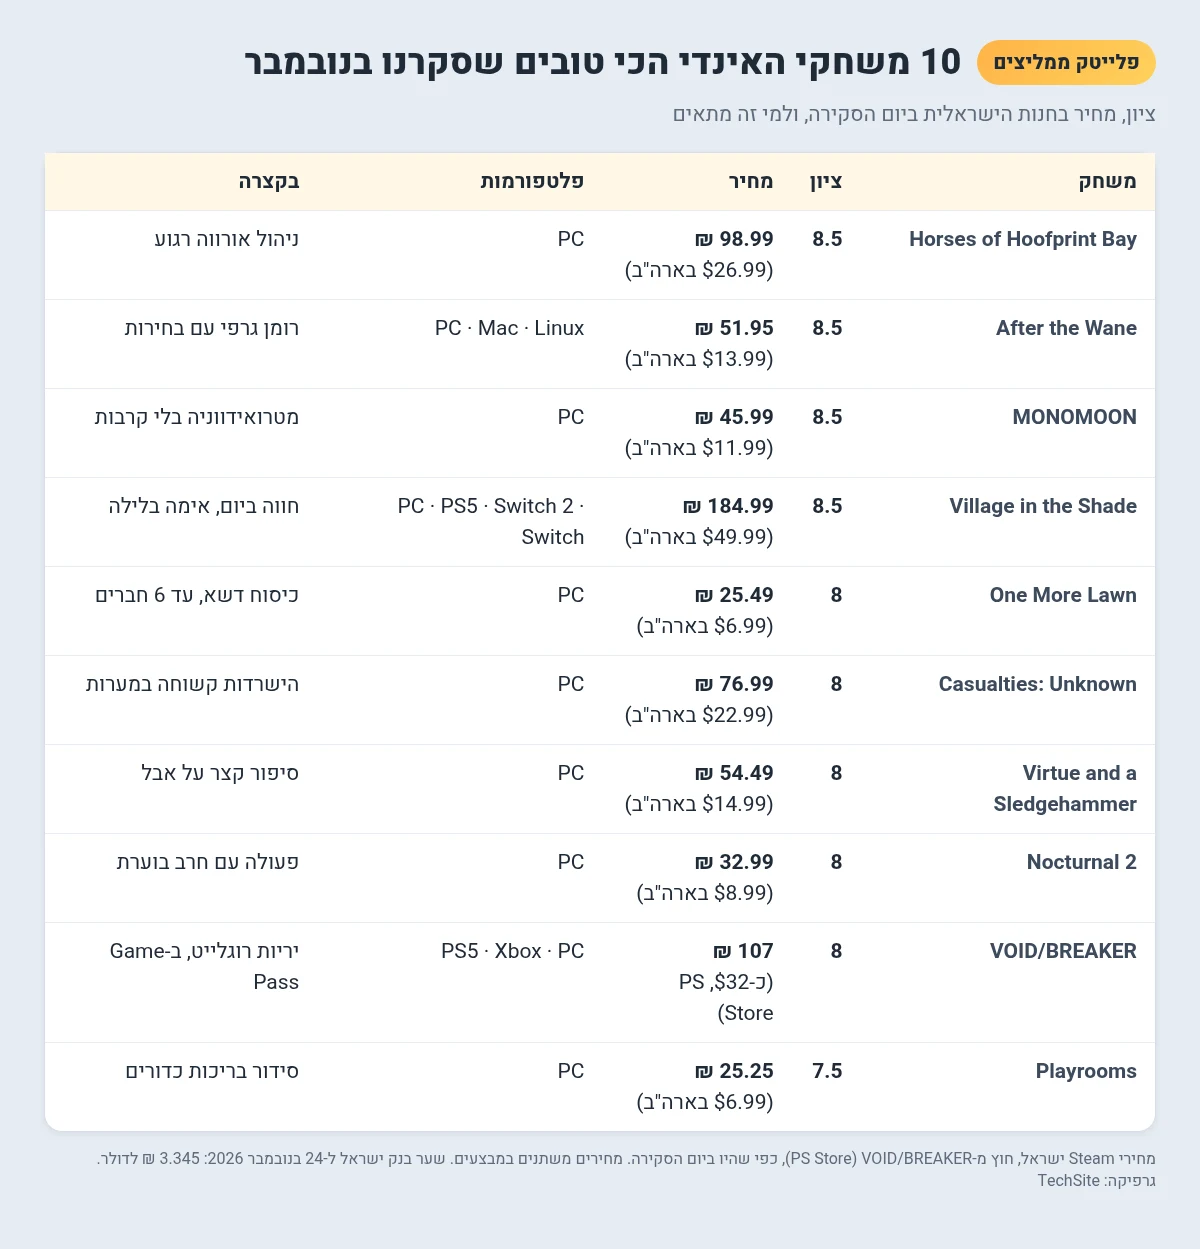 פלייטק ממליצים
10 משחקי האינדי הכי טובים שסקרנו בנובמבר
ציון, מחיר בחנות הישראלית ביום הסקירה, ולמי זה מתאים
משחק ציון מחיר פלטפורמות בקצרה
Horses of Hoofprint Bay 8.5 98.99 ₪ PC ניהול אורווה רגוע
($26.99 בארה"ב)
After the Wane 8.5 51.95 ₪ PC · Mac · Linux רומן גרפי עם בחירות
($13.99 בארה"ב)
MONOMOON 8.5 45.99 ₪ PC מטרואידווניה בלי קרבות
($11.99 בארה"ב)
Village in the Shade 8.5 184.99 ₪ PC · PS5 · Switch 2 · חווה ביום, אימה בלילה
($49.99 בארה"ב) Switch
One More Lawn 8 25.49 ₪ PC כיסוח דשא, עד 6 חברים
($6.99 בארה"ב)
Casualties: Unknown 8 76.99 ₪ PC הישרדות קשוחה במערות
($22.99 בארה"ב)
Virtue and a 8 54.49 ₪ PC סיפור קצר על אבל
Sledgehammer ($14.99 בארה"ב)
Nocturnal 2 8 32.99 ₪ PC פעולה עם חרב בוערת
($8.99 בארה"ב)
VOID/BREAKER 8 107 ₪ PS5 · Xbox · PC יריות רוגלייט, ב-Game
(כ-$32, PS Pass
Store)
Playrooms 7.5 25.25 ₪ PC סידור בריכות כדורים
($6.99 בארה"ב)
מחירי Steam ישראל, חוץ מ-VOID/BREAKER (PS Store), כפי שהיו ביום הסקירה. מחירים משתנים במבצעים. שער בנק ישראל ל-24 בנובמבר 2026: 3.345 ₪ לדולר.
גרפיקה: TechSite